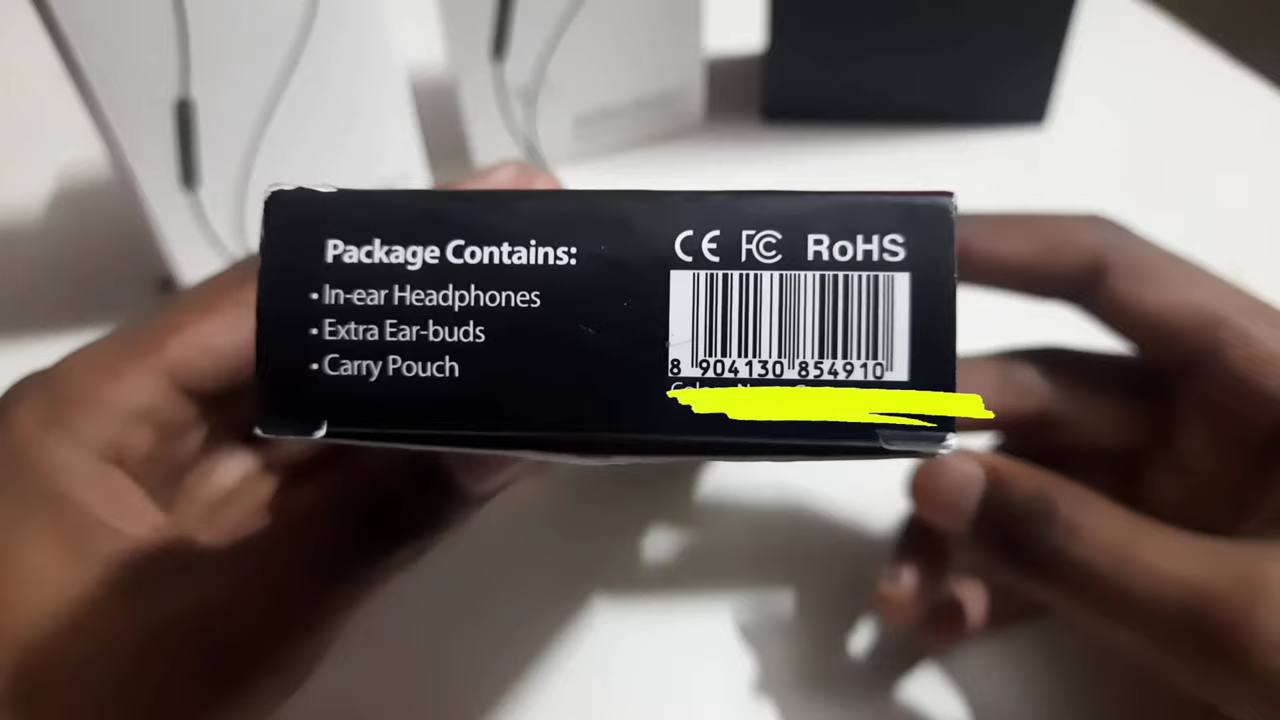 Package Contains:
• In-ear Headphones
• Extra Ear-buds
• Carry Pouch
CE FC RoHS
8 904130 854910